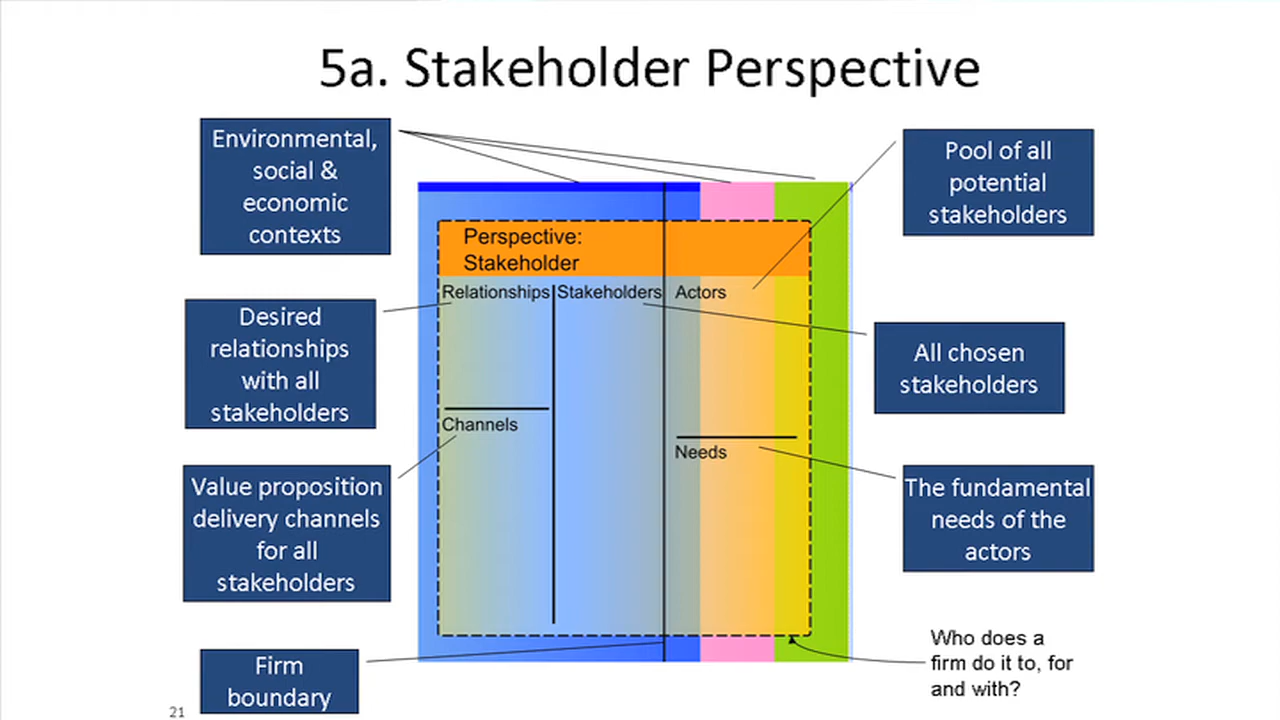 5a. Stakeholder Perspective
Environmental,
social &
economic
contexts
Pool of all
potential
stakeholders
Perspective:
Stakeholder
Relationships
Stakeholders
Actors
Desired
relationships
with all
stakeholders
All chosen
stakeholders
Channels
Needs
Value proposition
delivery channels
for all
stakeholders
The fundamental
needs of the
actors
Firm
boundary
Who does a
firm do it to, for
and with?
21